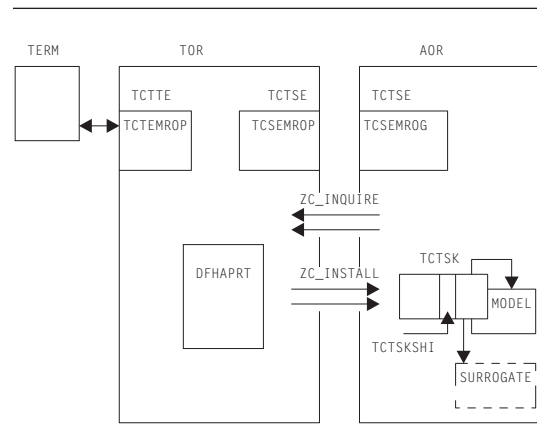 TERM TOR AOR
TCTTE TCTSE TCTSE
TCTEMROP TCSEMROP TCSEMROG
ZC_INQUIRE
DFHAPRT ZC_INSTALL TCTSK
MODEL
TCTSKSHI
SURROGATE